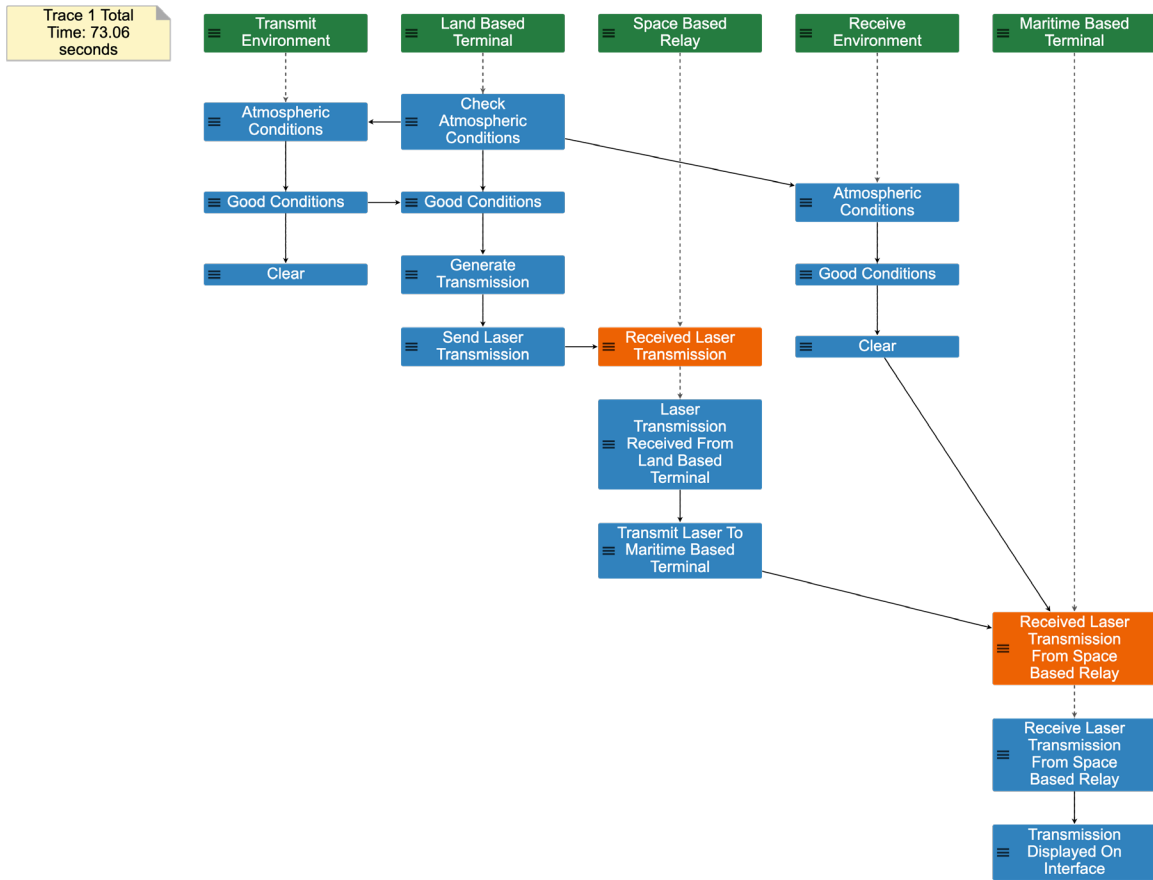 Trace 1 Total
Time: 73.06
seconds
Transmit
Environment
Land Based
Terminal
Space Based
Relay
Receive
Environment
Maritime Based
Terminal
Atmospheric
Conditions
Check
Atmospheric
Conditions
Atmospheric
Conditions
Good Conditions
Good Conditions
Clear
Generate
Transmission
Good Conditions
Send Laser
Transmission
Received Laser
Transmission
Clear
Laser
Transmission
Received From
Land Based
Terminal
Transmit Laser To
Maritime Based
Terminal
Received Laser
Transmission
From Space
Based Relay
Receive Laser
Transmission
From Space
Based Relay
Transmission
Displayed On
Interface